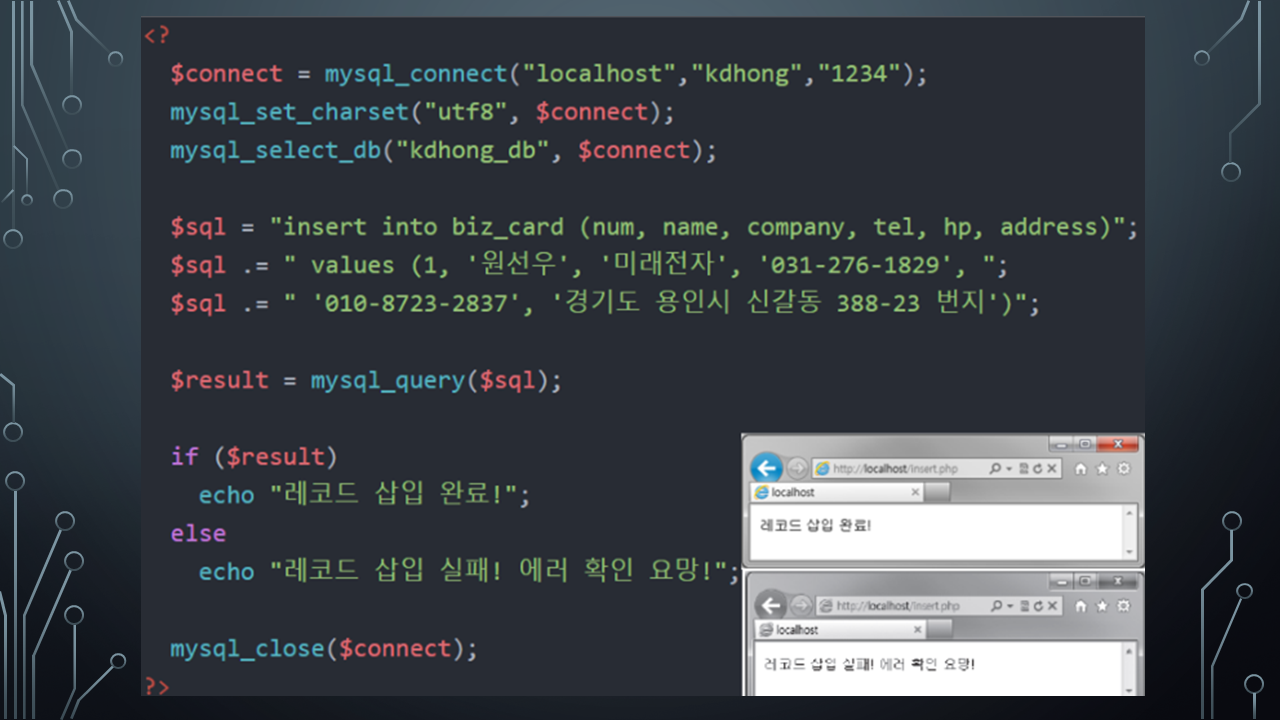 <?
$connect = mysql_connect("localhost","kdhong","1234");
mysql_set_charset("utf8", $connect);
mysql_select_db("kdhong_db", $connect);
$sql = "insert into biz_card (num, name, company, tel, hp, address)";
$sql .= " values (1, '원선우', '미래전자', '031-276-1829', ";
$sql .= " '010-8723-2837', '경기도 용인시 신갈동 388-23 번지')";
$result = mysql_query($sql);
if ($result)
echo "레코드 삽입 완료!";
else
echo "레코드 삽입 실패! 에러 확인 요망!";
mysql_close($connect);
?>
http://localhost/insert.php
localhost
레코드 삽입 완료!
http://localhost/insert.php
localhost
레코드 삽입 실패! 에러 확인 요망!